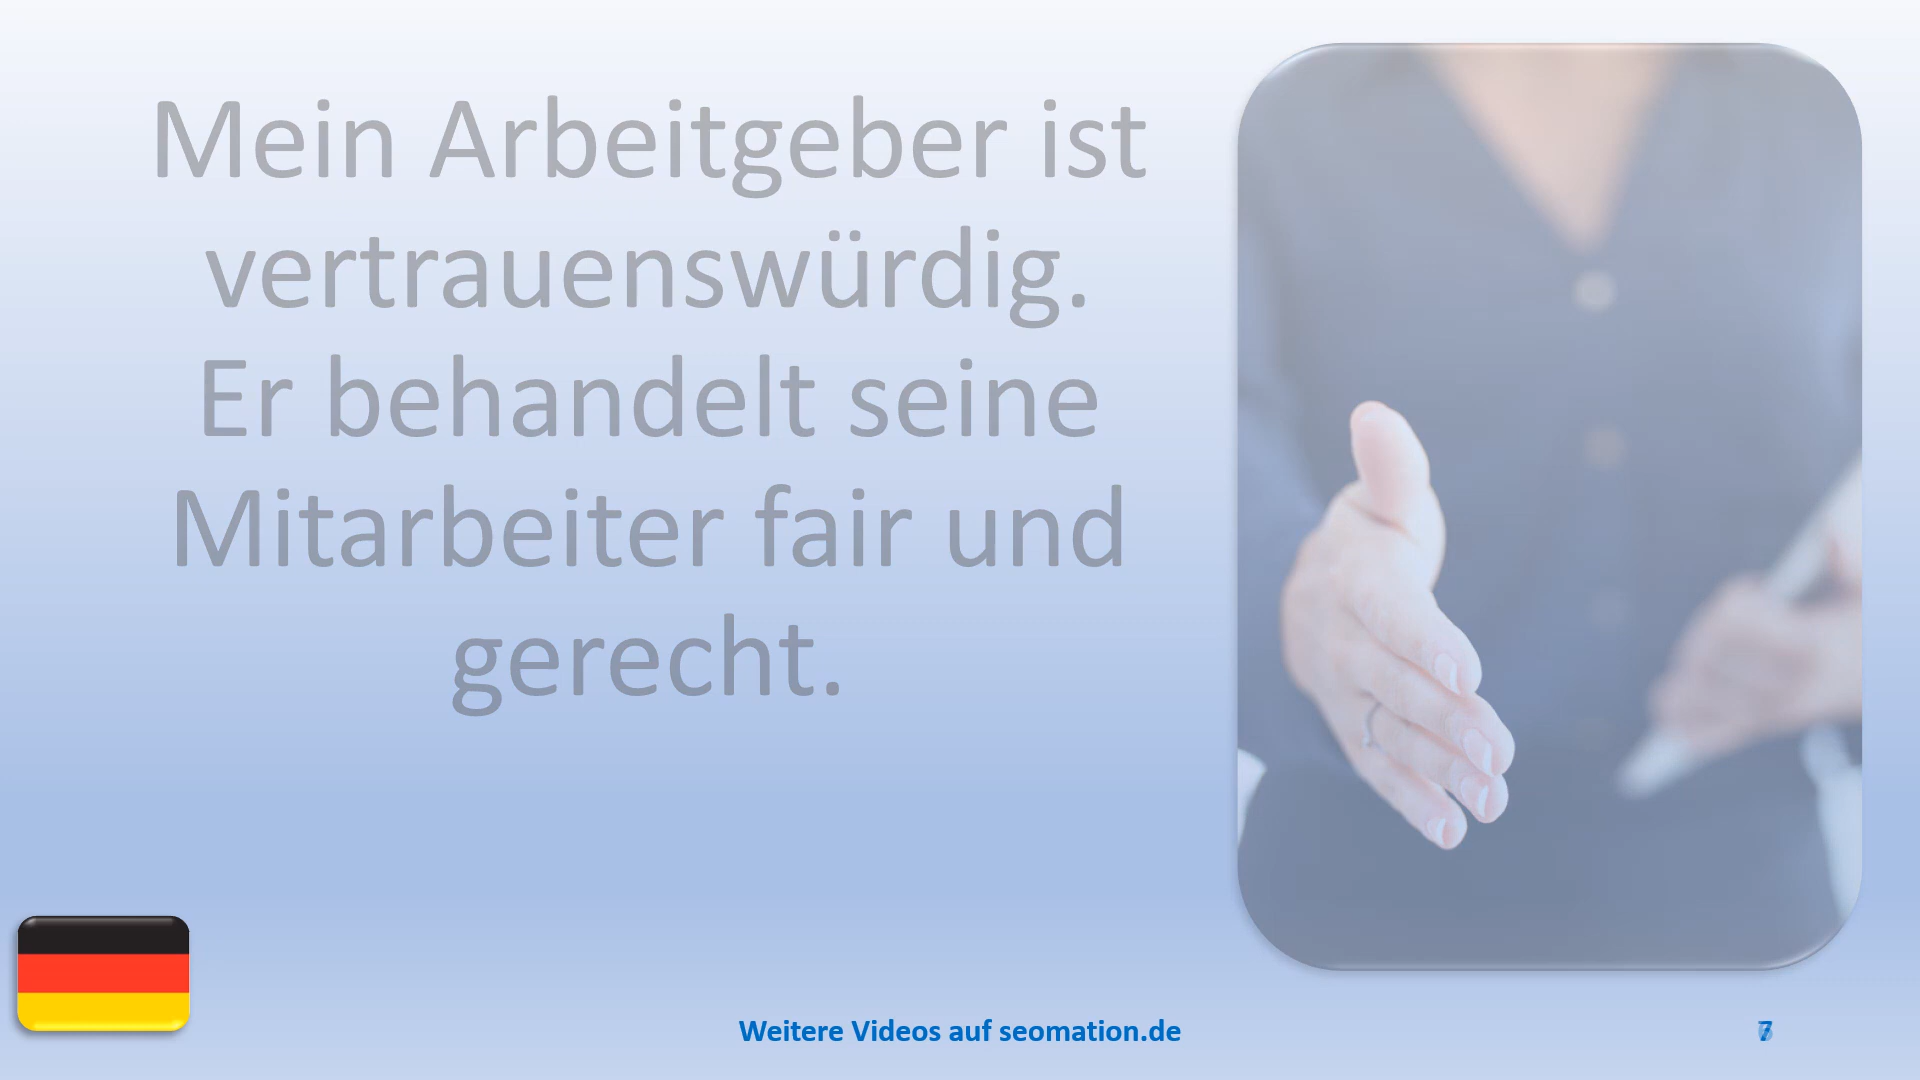 Mein Arbeitgeber ist
vertrauenswürdig.
Er behandelt seine
Mitarbeiter fair und
gerecht.
Weitere Videos auf seomation.de